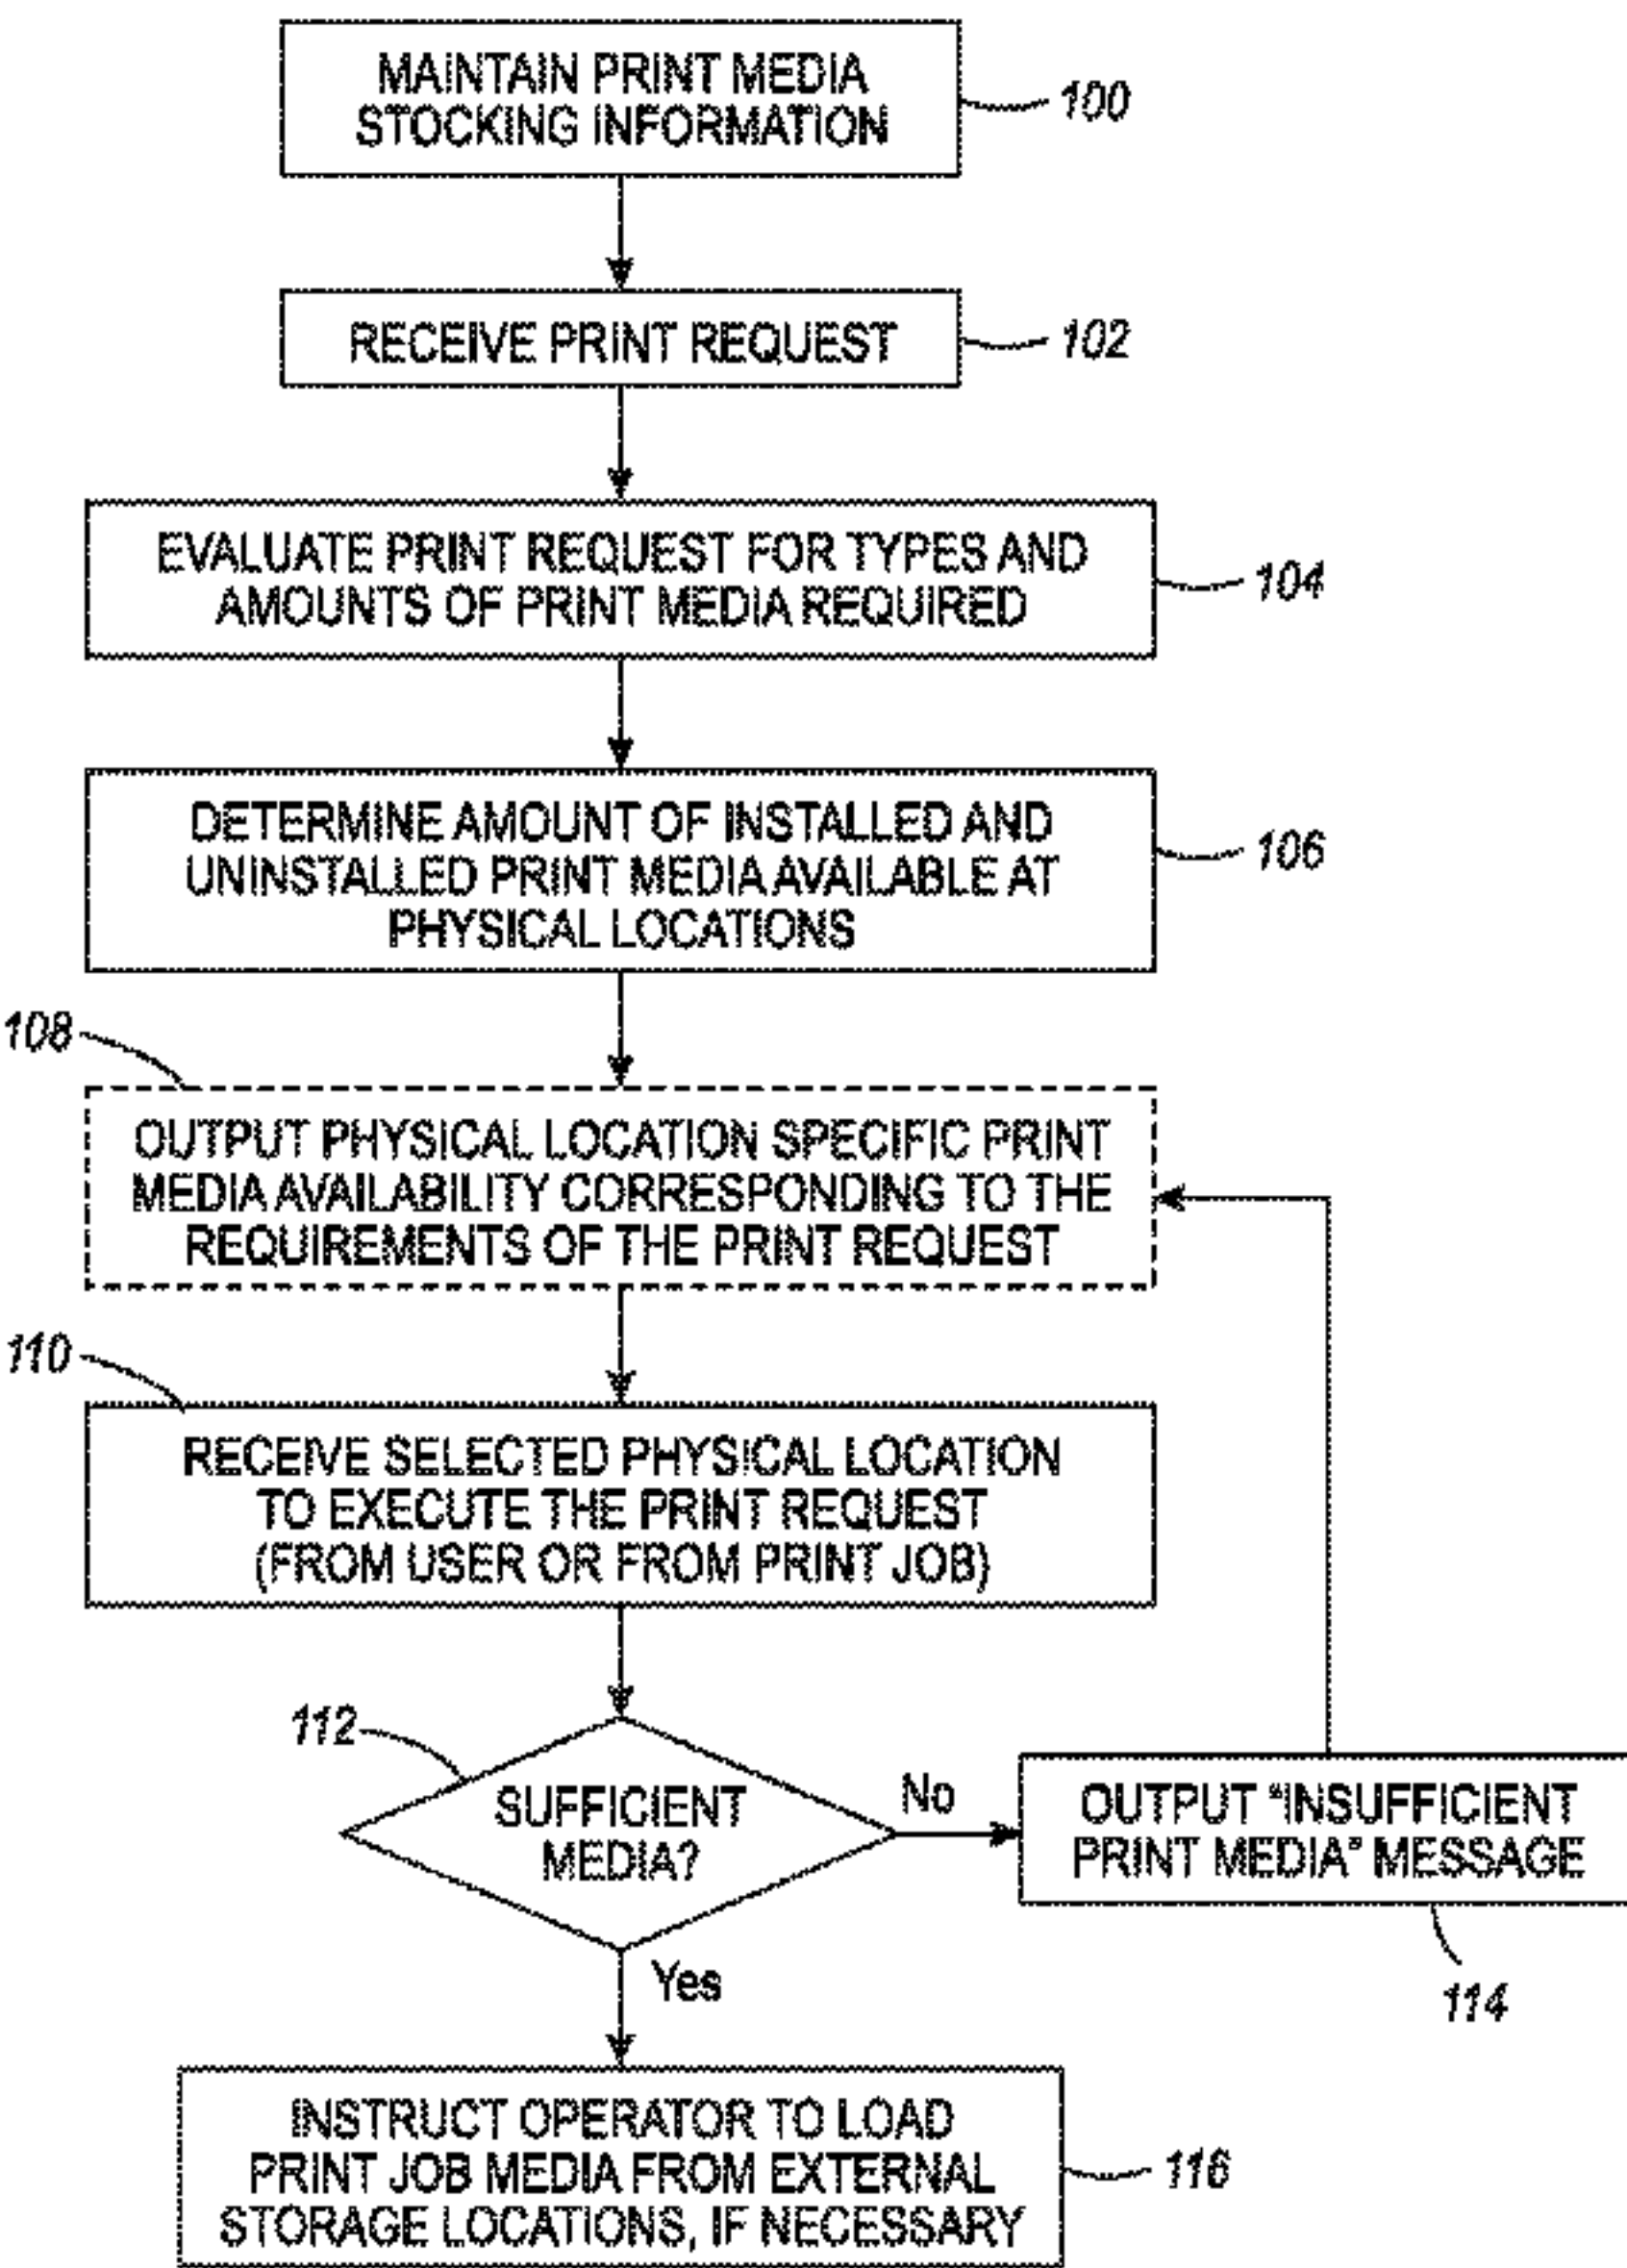 MAINTAIN PRINT MEDIA
STOCKING INFORMATION
100
RECEIVE PRINT REQUEST
102
EVALUATE PRINT REQUEST FOR TYPES AND
AMOUNTS OF PRINT MEDIA REQUIRED
104
DETERMINE AMOUNT OF INSTALLED AND
UNINSTALLED PRINT MEDIA AVAILABLE AT
PHYSICAL LOCATIONS
106
108
OUTPUT PHYSICAL LOCATION SPECIFIC PRINT
MEDIA AVAILABILITY CORRESPONDING TO THE
REQUIREMENTS OF THE PRINT REQUEST
110
RECEIVE SELECTED PHYSICAL LOCATION
TO EXECUTE THE PRINT REQUEST
(FROM USER OR FROM PRINT JOB)
112
SUFFICIENT
MEDIA?
No
OUTPUT "INSUFFICIENT
PRINT MEDIA" MESSAGE
114
Yes
INSTRUCT OPERATOR TO LOAD
PRINT JOB MEDIA FROM EXTERNAL
STORAGE LOCATIONS, IF NECESSARY
116